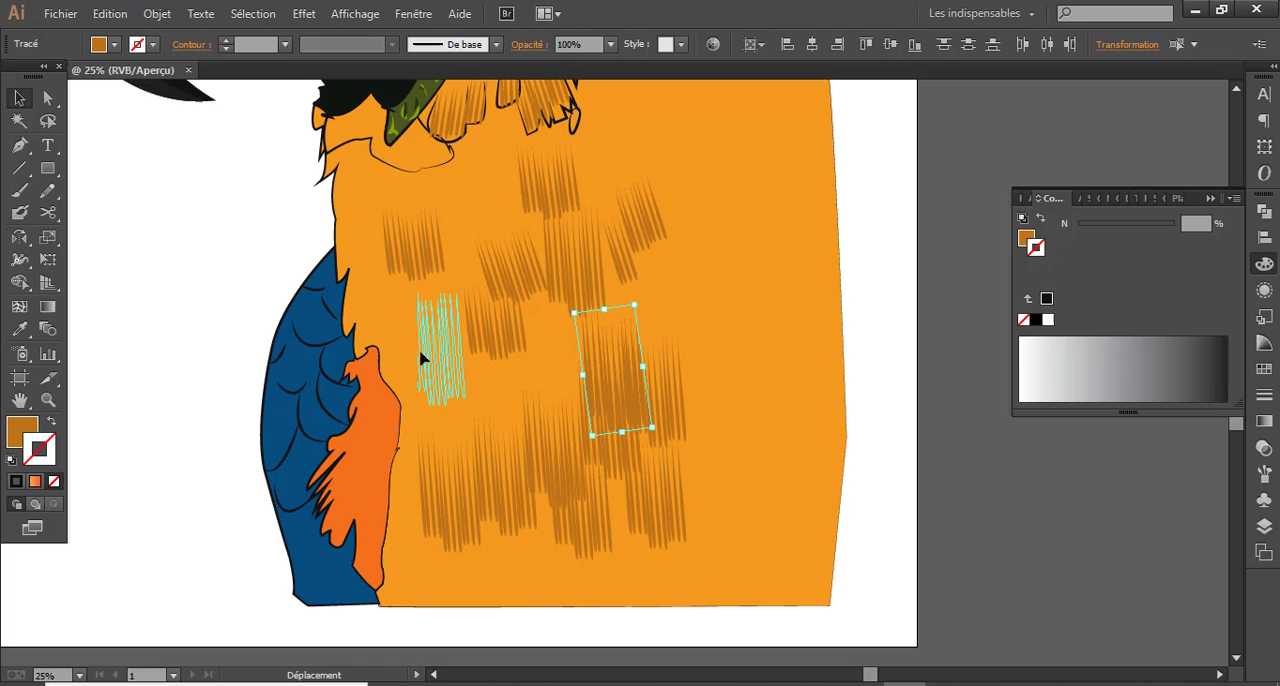 Ai Fichier Edition Objet Texte Sélection Effet Affichage Fenêtre Aide Br Les indispensables
Tracé Contour : De base Opacité : 100% Style : Transformation
@ 25% (RVB/Aperçu) ×
N %
25% 1 Déplacement